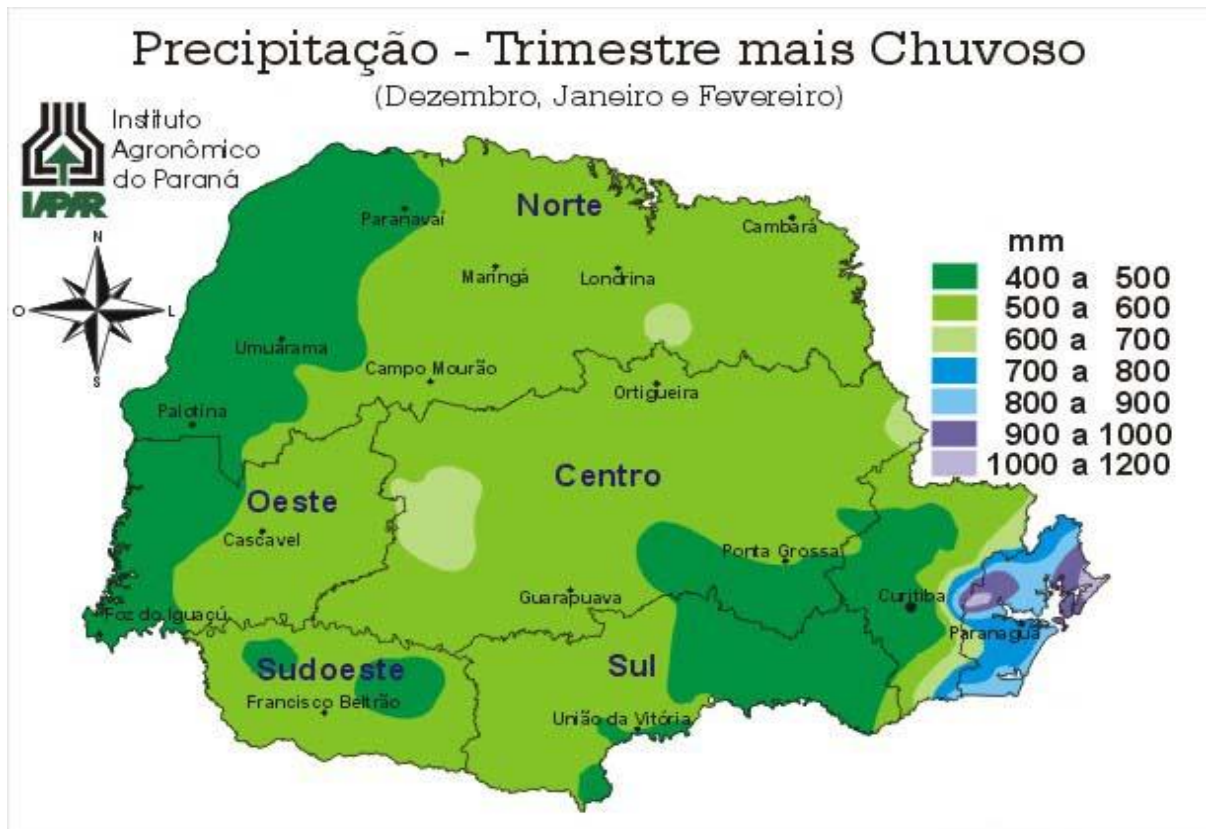 Precipitação - Trimestre mais Chuvoso
(Dezembro, Janeiro e Fevereiro)
Instituto
Agronômico
do Paraná
IAPAR
N
O
L
S
Norte
Paranavaí
Cambará
Maringá
Londrina
Umuarama
Campo Mourão
Ortigueira
Palotina
Centro
Oeste
Cascavel
Ponta Grossa
Guarapuava
Curitiba
Foz do Iguaçú
Paranaguá
Sudoeste
Sul
Francisco Beltrão
União da Vitória
mm
400 a 500
500 a 600
600 a 700
700 a 800
800 a 900
900 a 1000
1000 a 1200